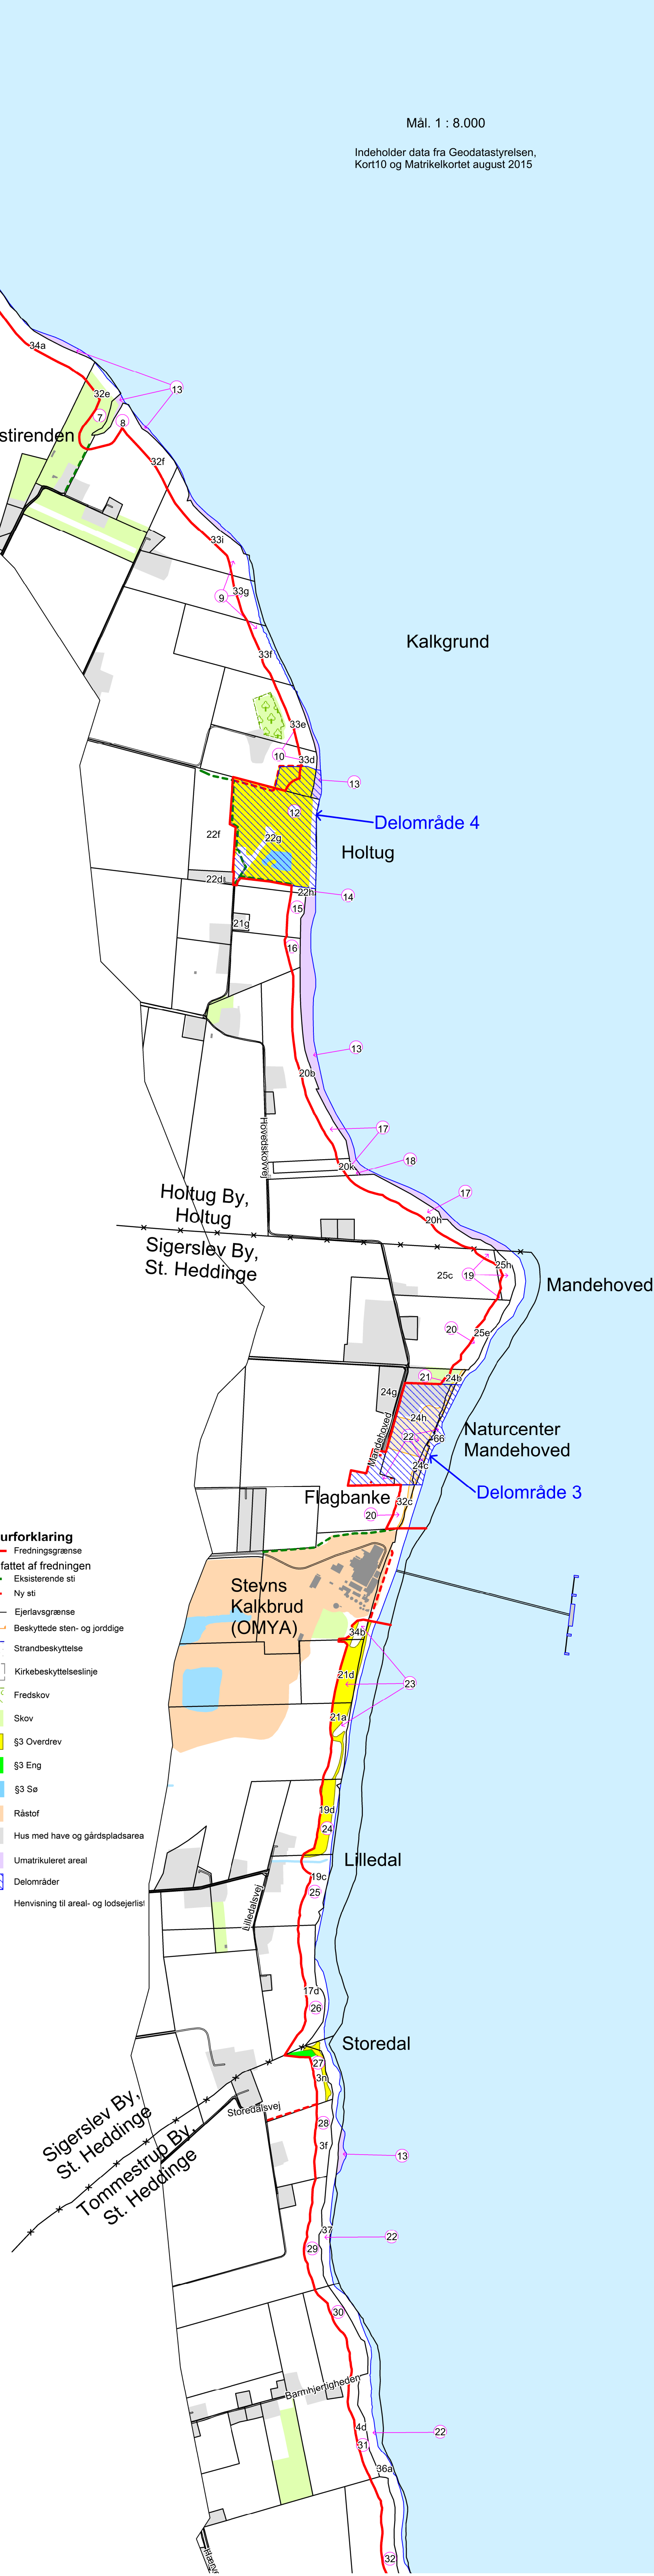 Mål. 1 : 8.000
Indeholder data fra Geodatastyrelsen,
Kort10 og Matrikelkortet august 2015
34a
32e
13
7
8
stirenden
32f
33i
33g
9
Kalkgrund
33f
33e
10
33d
13
12
Delområde 4
22f
22g
Holtug
22d
22h
14
15
21g
16
13
20b
17
Hovedskovvej
18
20k
17
Holtug By,
Holtug
20h
Sigerslev By,
St. Heddinge
25h
25c
19
Mandehoved
20
25e
21
24b
24g
24h
Mandehoved
22
66
Naturcenter
Mandehoved
24c
Delområde 3
Flagbanke
32c
20
urforklaring
Fredningsgrænse
fattet af fredningen
Eksisterende sti
Ny sti
Ejerlavsgrænse
Beskyttede sten- og jorddige
Strandbeskyttelse
Kirkebeskyttelseslinje
Fredskov
Skov
§3 Overdrev
§3 Eng
§3 Sø
Råstof
Hus med have og gårdspladsarea
Umatrikuleret areal
Delområder
Henvisning til areal- og lodsejerlist
Stevns
Kalkbrud
(OMYA)
34b
21d
23
21a
19d
24
Lilledal
19c
25
Lilledalsvej
17d
26
Storedal
27
3n
Storedalsvej
Sigerslev By,
St. Heddinge
Tommestrup By,
St. Heddinge
28
3f
13
37
22
29
30
Barmhjertigheden
4d
22
31
36a
32